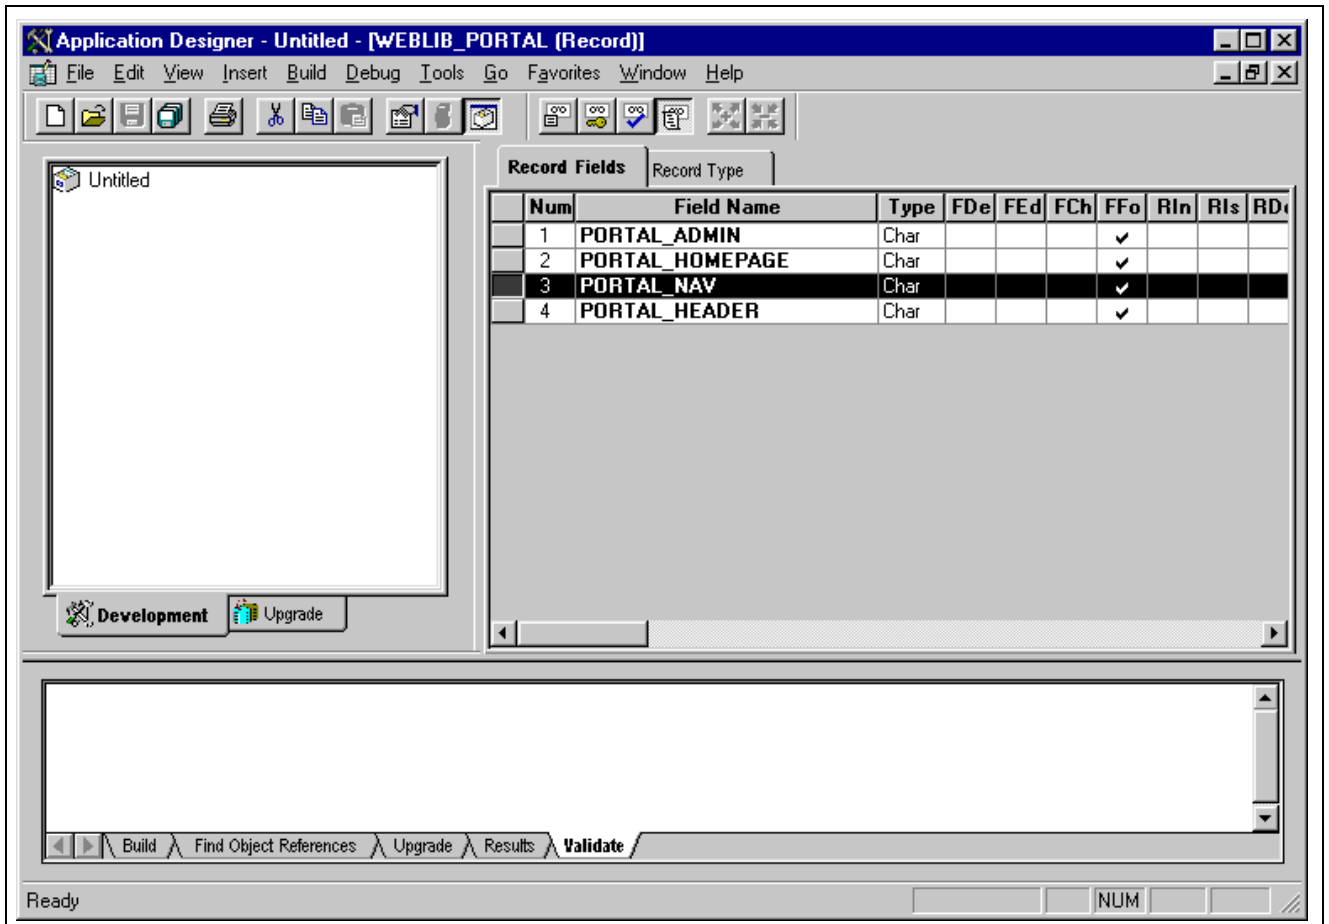 Application Designer - Untitled - [WEBLIB_PORTAL (Record)]
File Edit View Insert Build Debug Tools Go Favorites Window Help
Untitled
Record Fields Record Type
Num Field Name Type FDe FEd FCh FFo RIn RIs RDe
1 PORTAL_ADMIN Char
2 PORTAL_HOMEPAGE Char
3 PORTAL_NAV Char
4 PORTAL_HEADER Char
Development Upgrade
Build Find Object References Upgrade Results Validate
Ready NUM